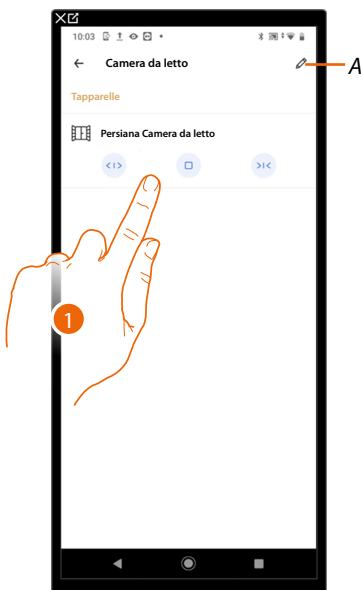 10:03
Camera da letto
A
Tapparelle
Persiana Camera da letto
1